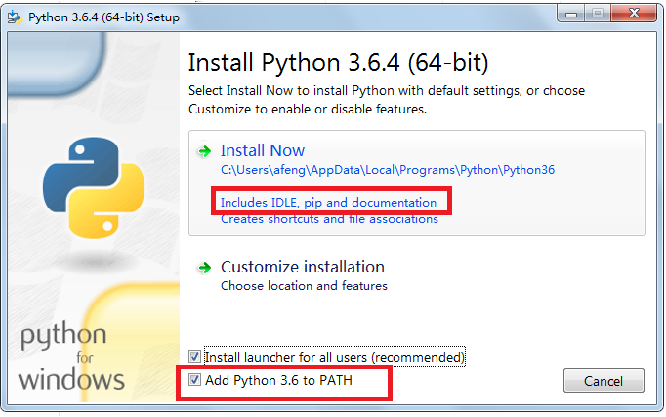 Python 3.6.4 (64-bit) Setup
Install Python 3.6.4 (64-bit)
Select Install Now to install Python with default settings, or choose
Customize to enable or disable features.
Install Now
C:\Users\afeng\AppData\Local\Programs\Python\Python36
Includes IDLE, pip and documentation
Creates shortcuts and file associations
Customize installation
Choose location and features
python
for
windows
Install launcher for all users (recommended)
Add Python 3.6 to PATH
Cancel